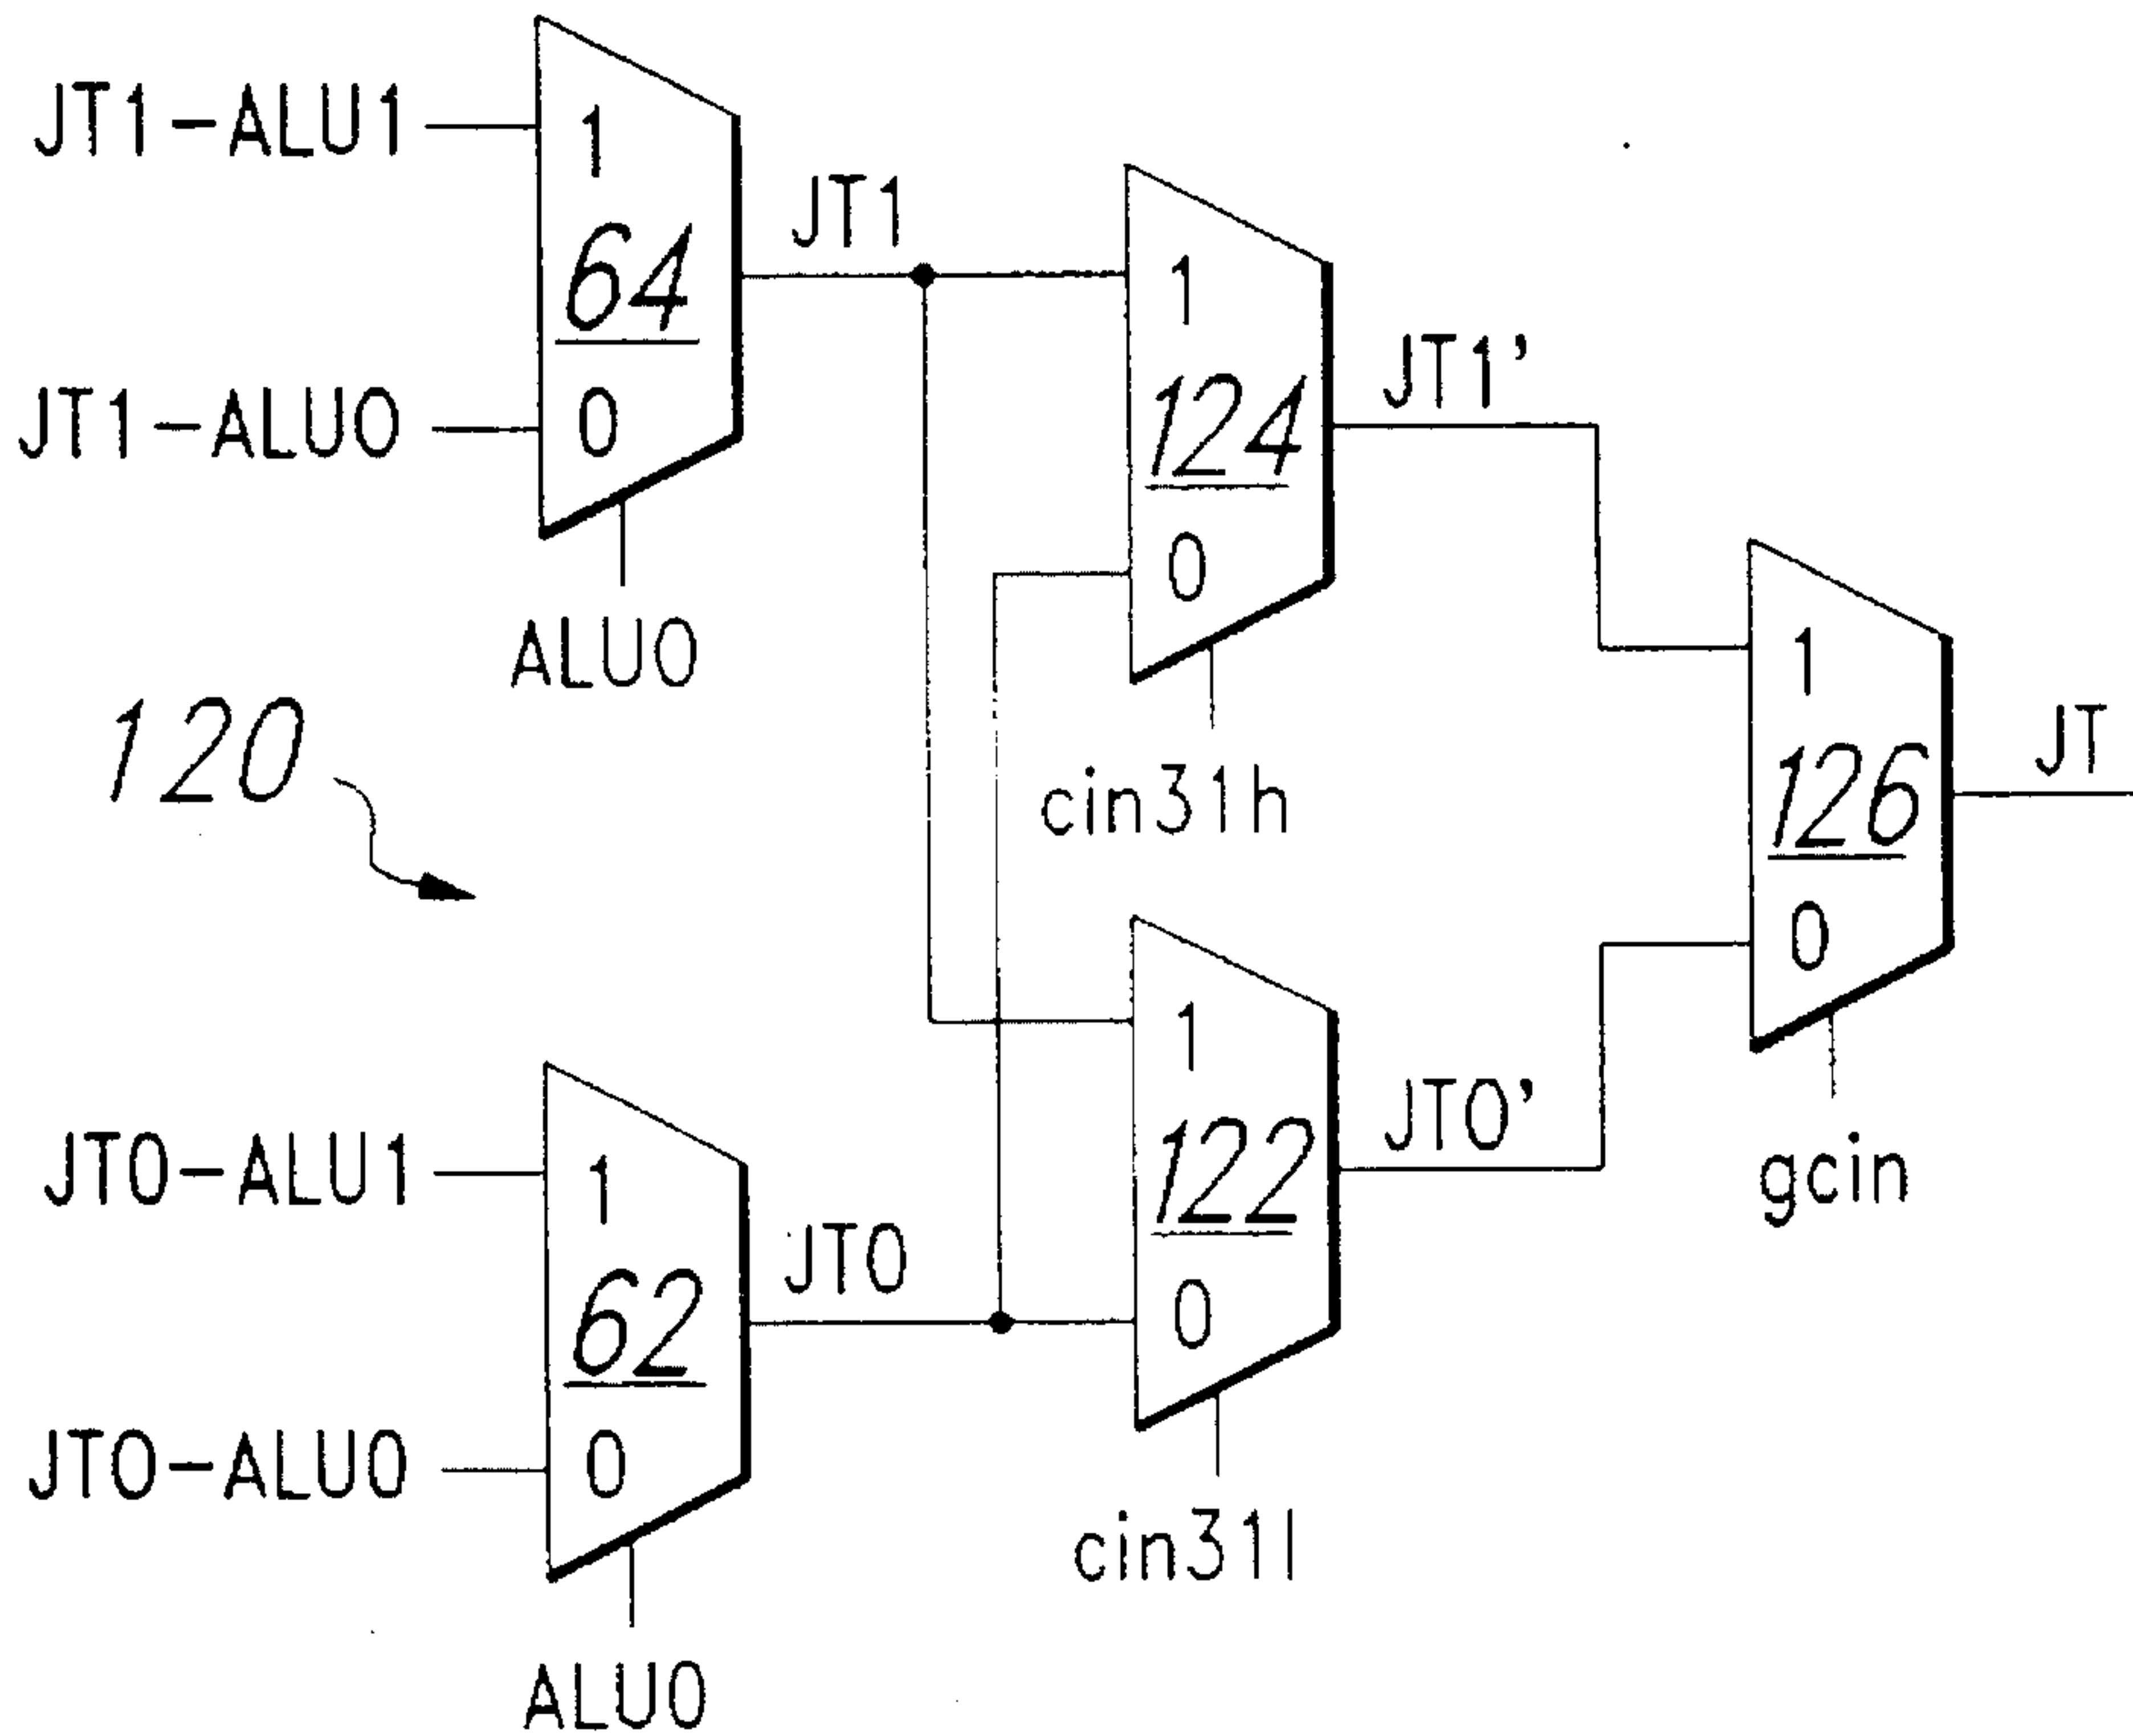 JT1-ALU1
1
64
JT1
JT1-ALU0
0
ALU0
1
124
JT1'
0
cin31h
120
1
126
JT
0
gcin
JT0-ALU1
1
62
JT0
JT0-ALU0
0
ALU0
1
122
JT0'
0
cin31l